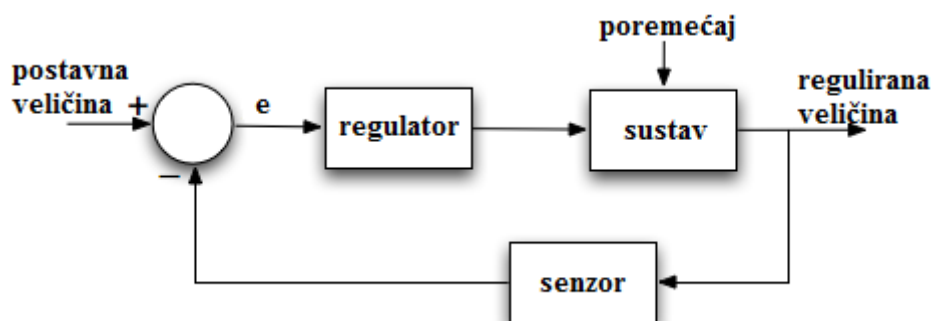 poremećaj
postavna
veličina +
e
regulator
sustav
regulirana
veličina
−
senzor